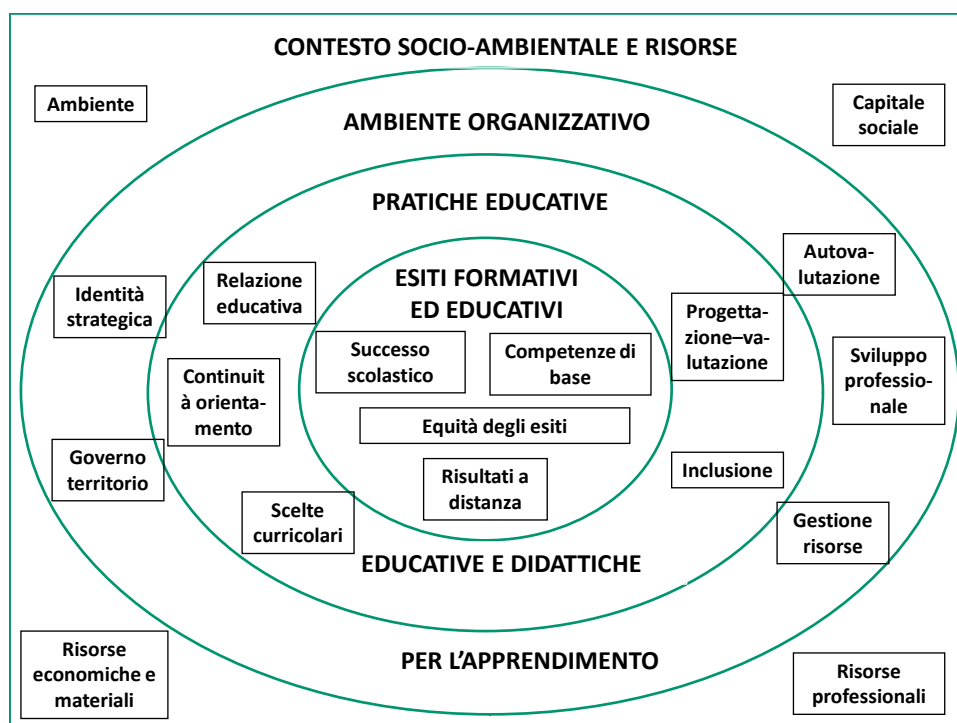 CONTESTO SOCIO-AMBIENTALE E RISORSE
Ambiente
Capitale
sociale
AMBIENTE ORGANIZZATIVO
PRATICHE EDUCATIVE
Autova-
lutazione
Identità
strategica
Relazione
educativa
ESITI FORMATIVI
ED EDUCATIVI
Progetta-
zione–va-
lutazione
Successo
scolastico
Competenze di
base
Sviluppo
professio-
nale
Continuit
à orienta-
mento
Equità degli esiti
Governo
territorio
Risultati a
distanza
Inclusione
Scelte
curricolari
Gestione
risorse
EDUCATIVE E DIDATTICHE
Risorse
economiche e
materiali
PER L’APPRENDIMENTO
Risorse
professionali